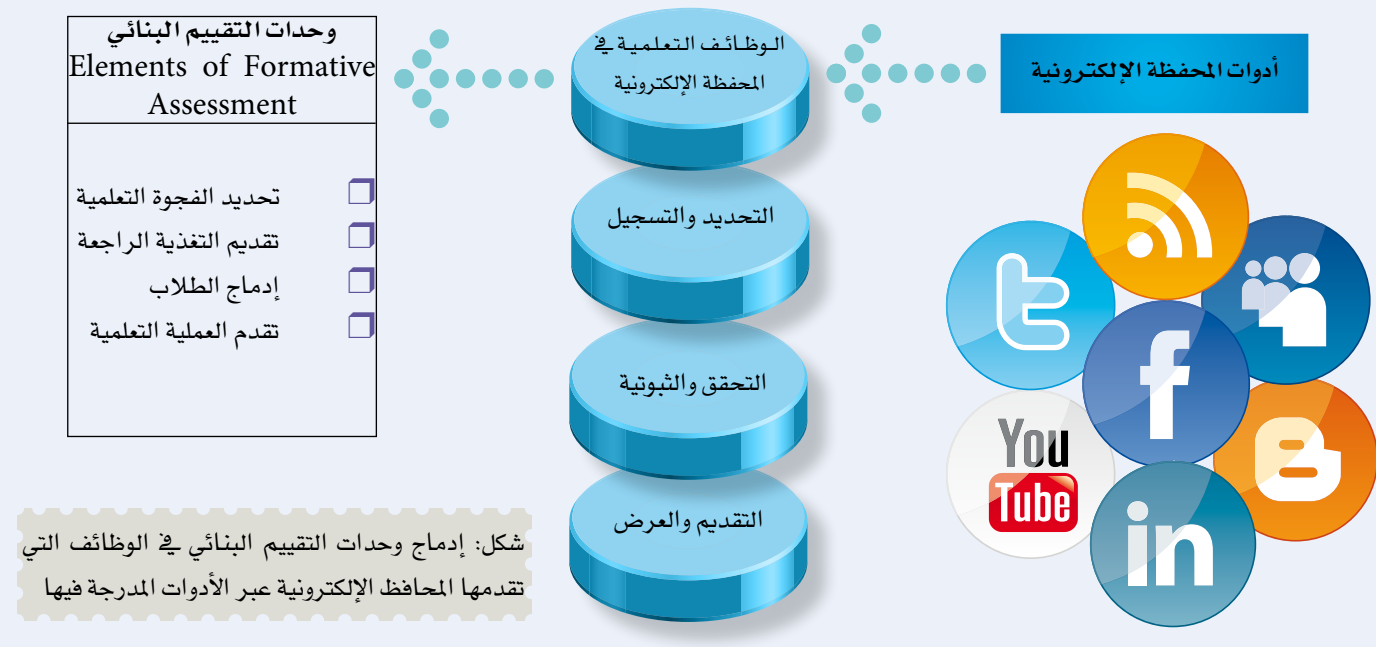 أدوات المحفظة الإلكترونية
You
Tube
in
الوظائف التعلمية في
المحفظة الإلكترونية
التحديد والتسجيل
التحقق والثبوتية
التقديم والعرض
وحدات التقييم البنائي
Elements of Formative
Assessment
تحديد الفجوة التعلمية
تقديم التغذية الراجعة
إدماج الطلاب
تقدم العملية التعلمية
شكل: إدماج وحدات التقييم البنائي في الوظائف التي
تقدمها المحافظ الإلكترونية عبر الأدوات المدرجة فيها